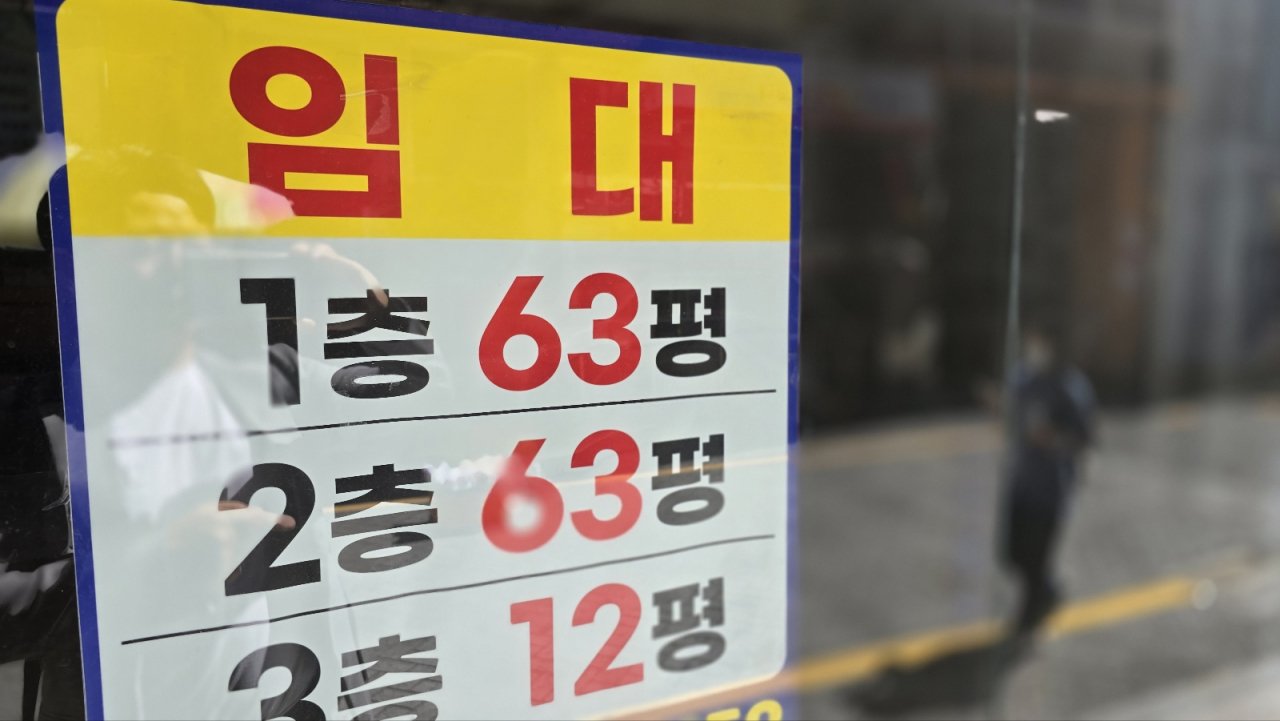 임 대
1층 63평
2층 63평
3층 12평